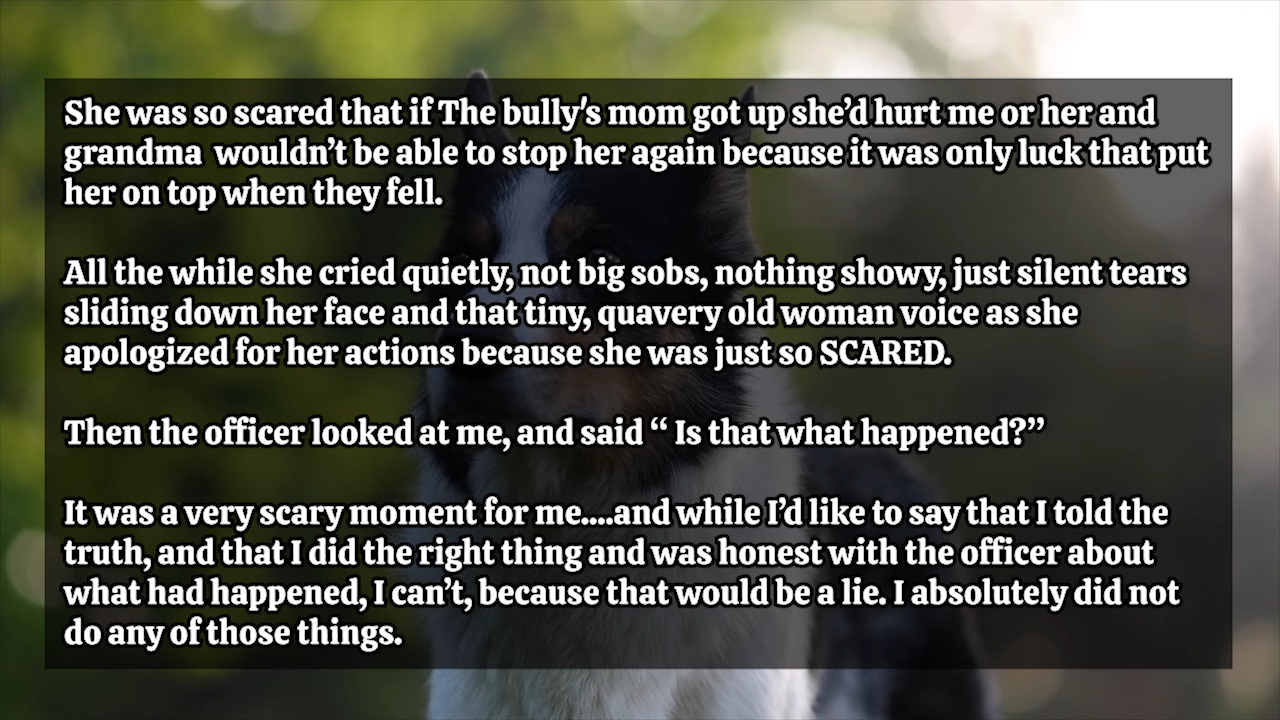 She was so scared that if The bully's mom got up she’d hurt me or her and
grandma  wouldn’t be able to stop her again because it was only luck that put
her on top when they fell.
All the while she cried quietly, not big sobs, nothing showy, just silent tears
sliding down her face and that tiny, quavery old woman voice as she
apologized for her actions because she was just so SCARED.
Then the officer looked at me, and said “ Is that what happened?”
It was a very scary moment for me....and while I’d like to say that I told the
truth, and that I did the right thing and was honest with the officer about
what had happened, I can’t, because that would be a lie. I absolutely did not
do any of those things.